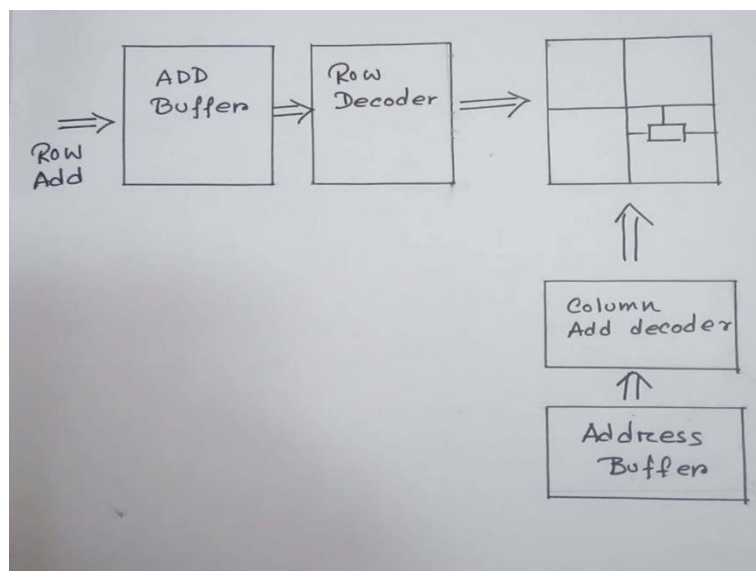 ADD
Buffer
Row
Decoder
Row
Add
Column
Add decoder
Address
Buffer